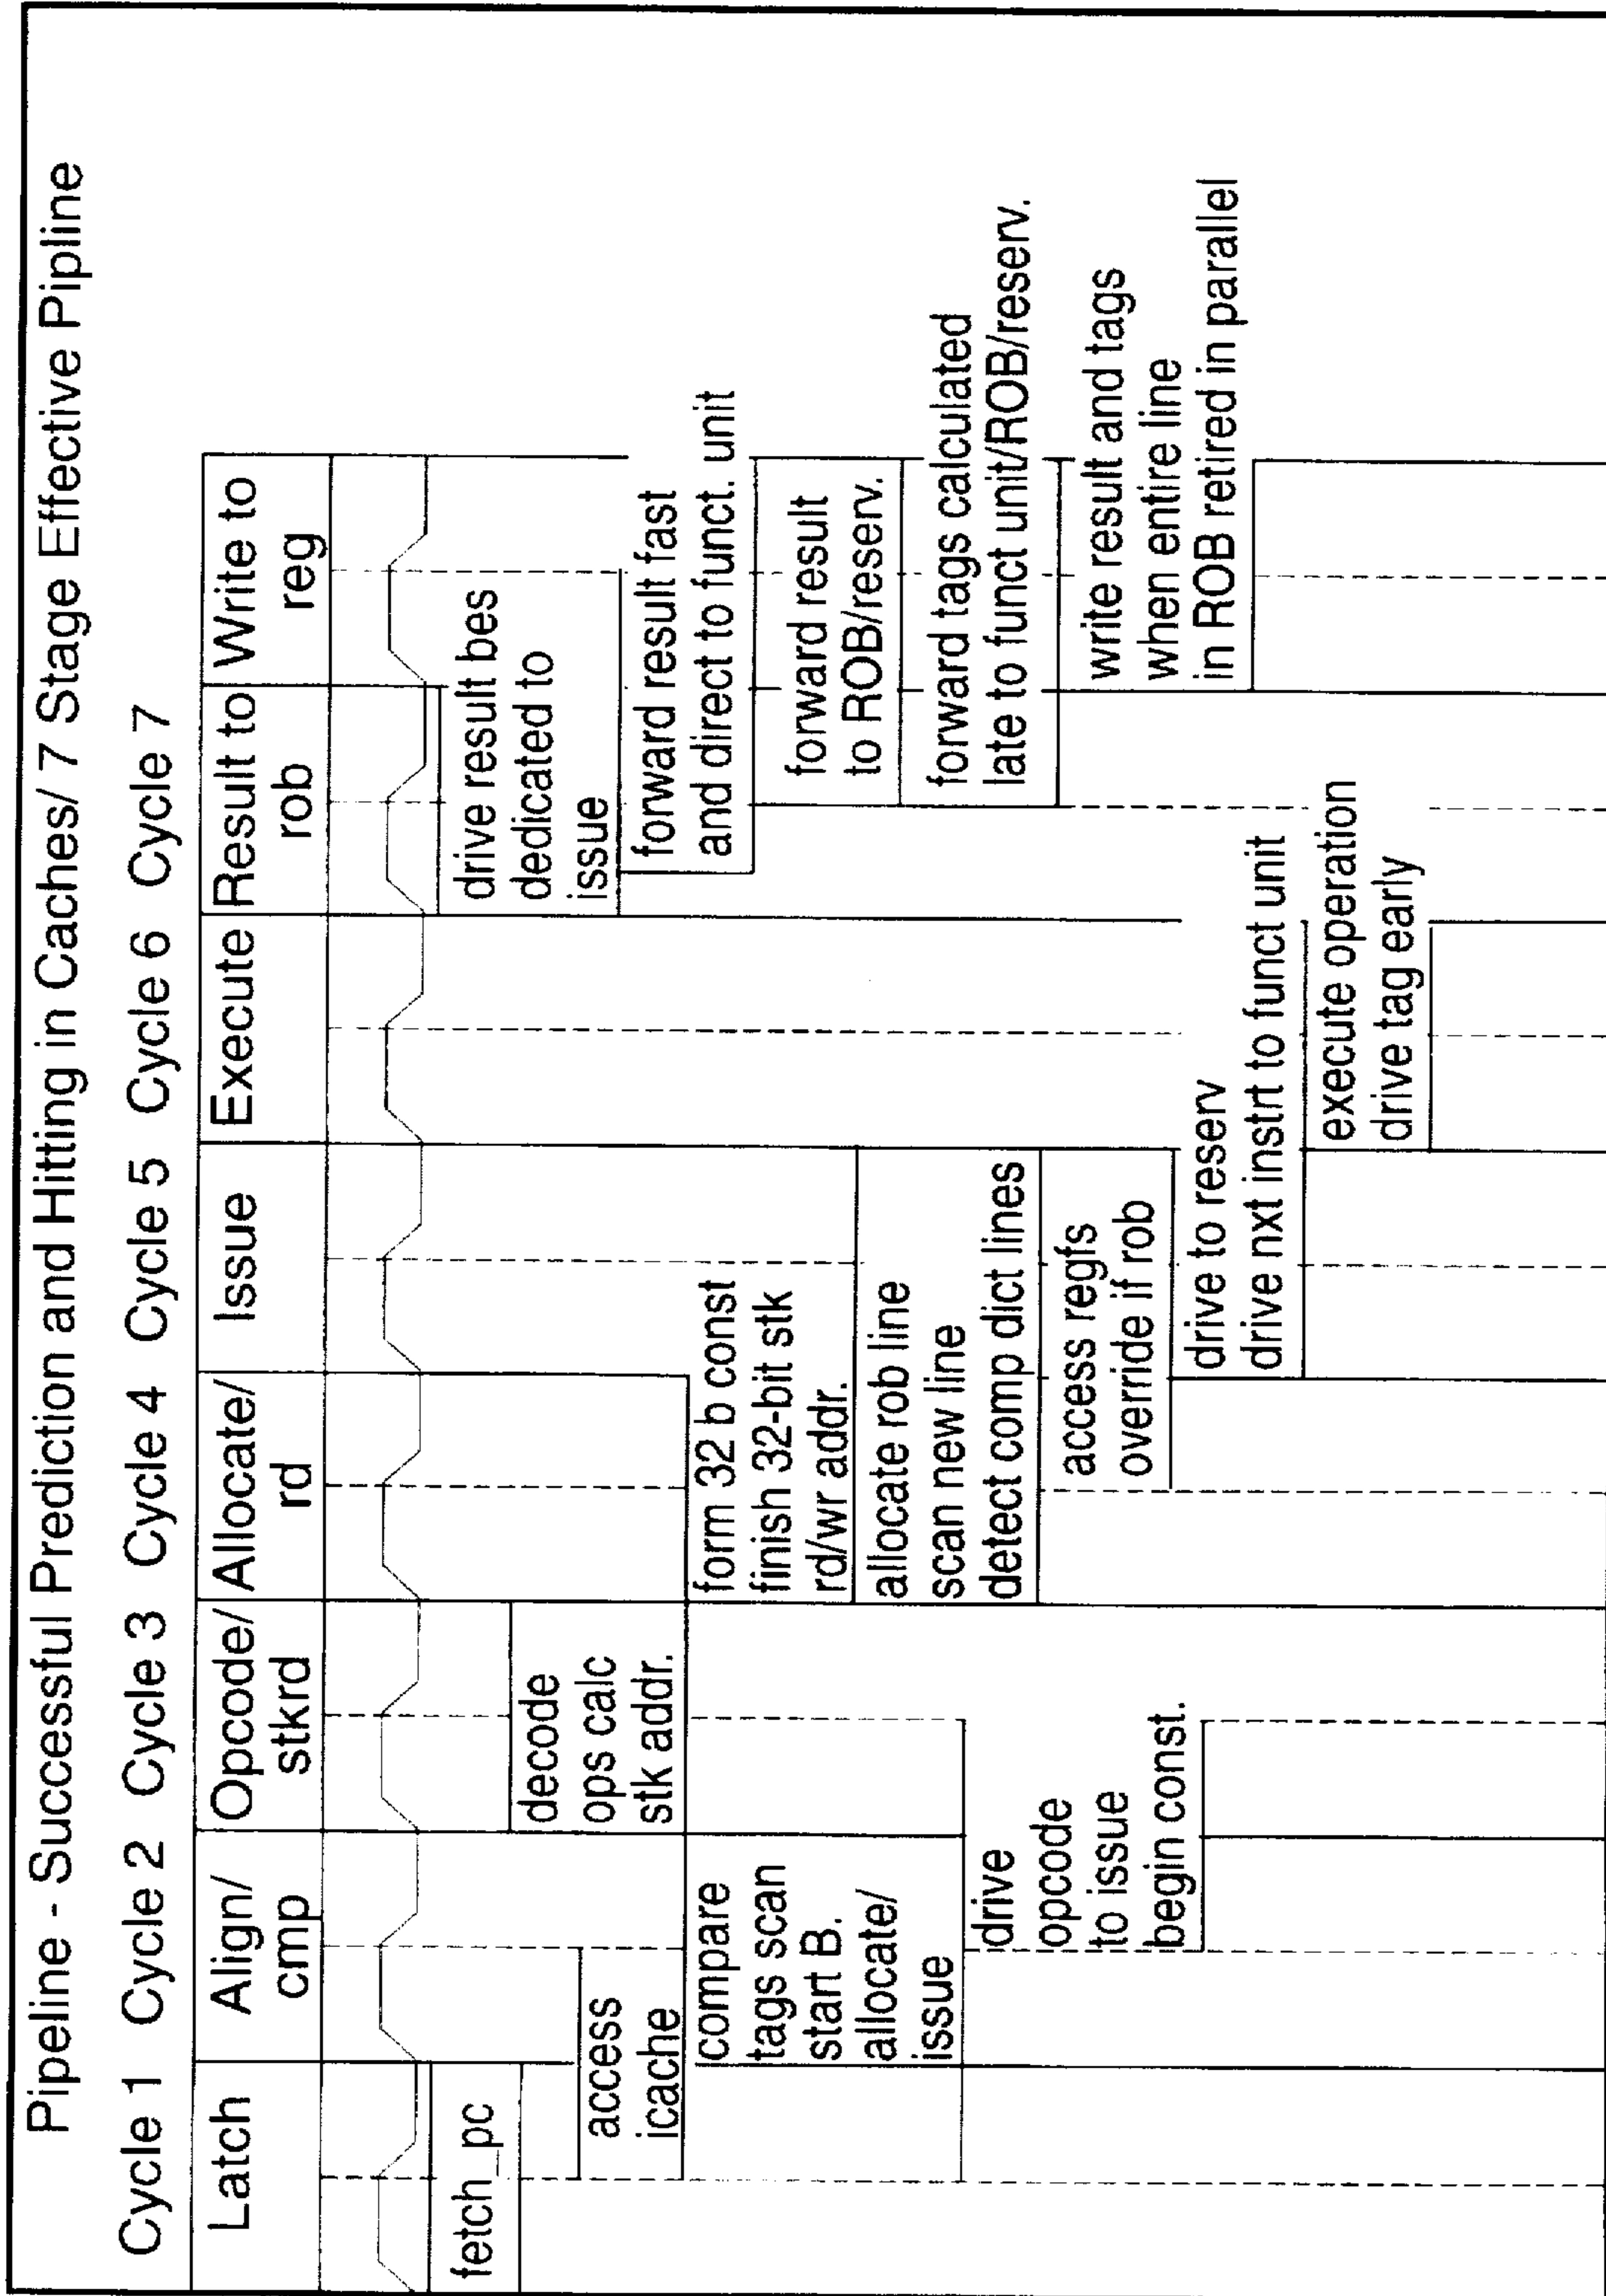 Pipeline - Successful Prediction and Hitting in Caches/ 7 Stage Effective Pipline
Cycle 1 Cycle 2 Cycle 3 Cycle 4 Cycle 5 Cycle 6 Cycle 7
Latch
Align/
cmp
Opcode/
stkrd
Allocate/
rd
Issue
Execute
Result to
rob
Write to
reg
fetch_pc
access
icache
compare
tags scan
start B.
allocate/
issue
drive
opcode
to issue
begin const.
decode
ops calc
stk addr.
form 32 b const
finish 32-bit stk
rd/wr addr.
allocate rob line
scan new line
detect comp dict lines
access regfs
override if rob
drive to reserv
drive nxt instrt to funct unit
execute operation
drive tag early
drive result bes
dedicated to
issue
forward result fast
and direct to funct. unit
forward result
to ROB/reserv.
forward tags calculated
late to funct unit/ROB/reserv.
write result and tags
when entire line
in ROB retired in parallel